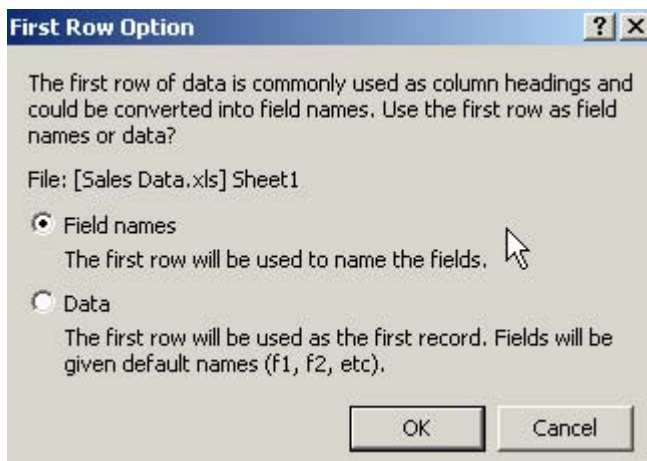 First Row Option
The first row of data is commonly used as column headings and
could be converted into field names. Use the first row as field
names or data?
File: [Sales Data.xls] Sheet1
Field names
The first row will be used to name the fields.
Data
The first row will be used as the first record. Fields will be
given default names (f1, f2, etc).
OK Cancel